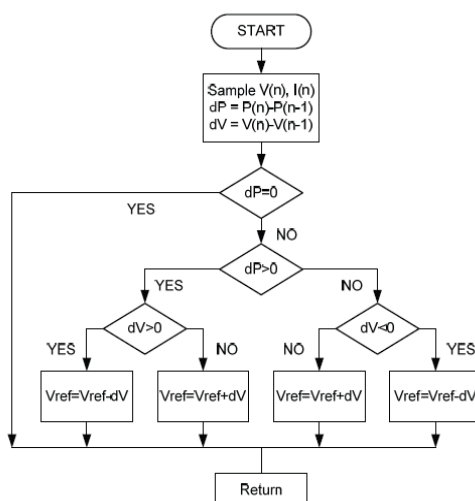 START
Sample V(n), I(n)
dP = P(n)-P(n-1)
dV = V(n)-V(n-1)
dP=0
YES
NO
dP>0
YES
NO
dV>0
dV<0
YES
NO
NO
YES
Vref=Vref-dV
Vref=Vref+dV
Vref=Vref+dV
Vref=Vref-dV
Return